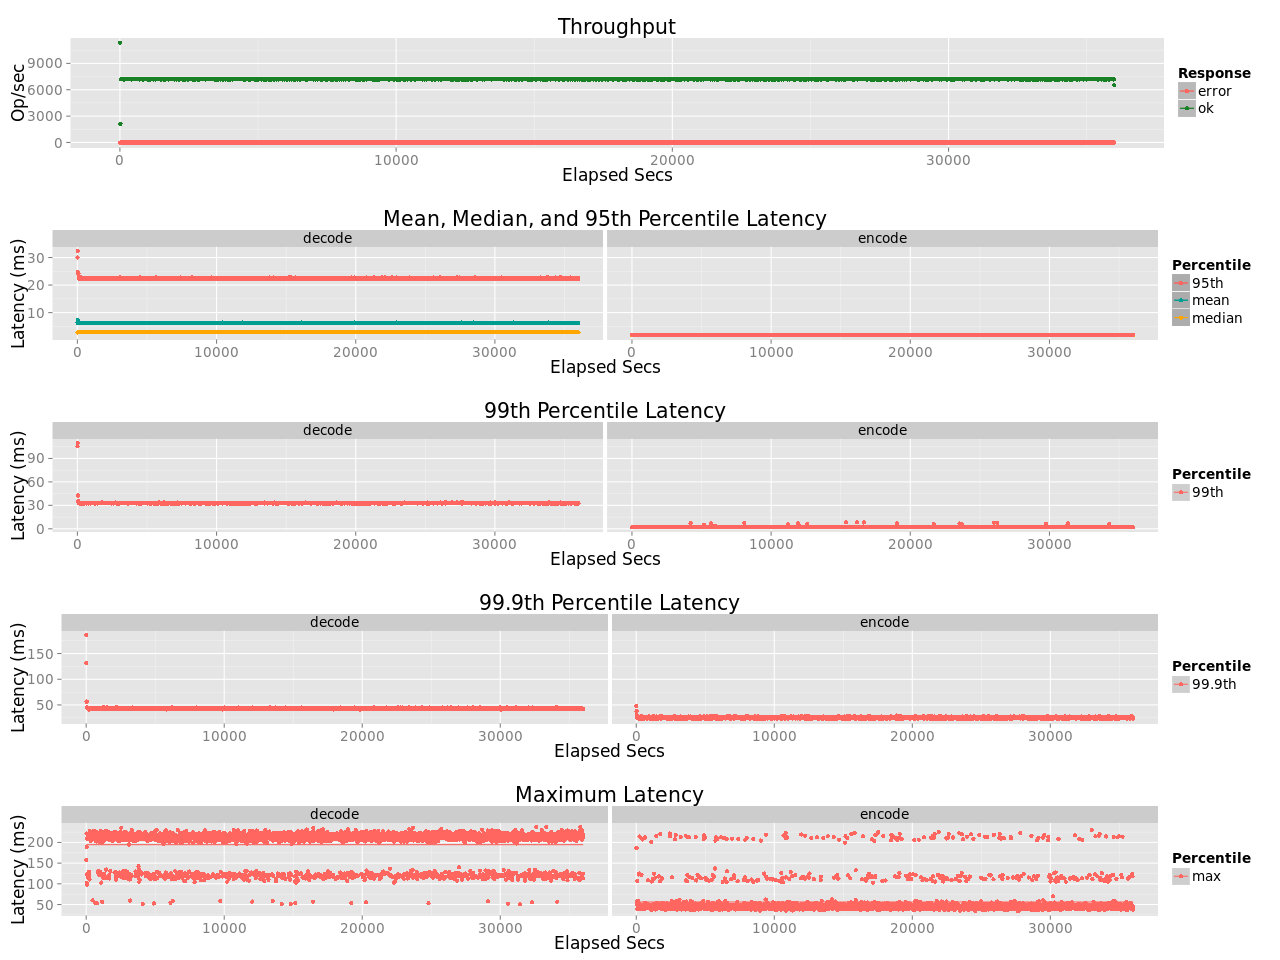 Throughput
Op/sec
9000
6000
3000
0
0 10000 20000 30000
Elapsed Secs
Response
error
ok
Mean, Median, and 95th Percentile Latency
decode encode
Latency (ms)
30
20
10
0 10000 20000 30000 0 10000 20000 30000
Elapsed Secs
Percentile
95th
mean
median
99th Percentile Latency
decode encode
Latency (ms)
90
60
30
0
0 10000 20000 30000 0 10000 20000 30000
Elapsed Secs
Percentile
99th
99.9th Percentile Latency
decode encode
Latency (ms)
150
100
50
0 10000 20000 30000 0 10000 20000 30000
Elapsed Secs
Percentile
99.9th
Maximum Latency
decode encode
Latency (ms)
200
150
100
50
0 10000 20000 30000 0 10000 20000 30000
Elapsed Secs
Percentile
max